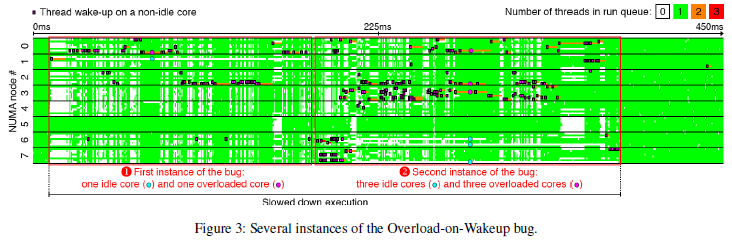 Thread wake-up on a non-idle core
Number of threads in run queue: 0 1 2 3
0ms 225ms 450ms
NUMA node #
0
1
2
3
4
5
6
7
1 First instance of the bug:
one idle core (●) and one overloaded core (●)
2 Second instance of the bug:
three idle cores (●) and three overloaded cores (●)
Slowed down execution
Figure 3: Several instances of the Overload-on-Wakeup bug.